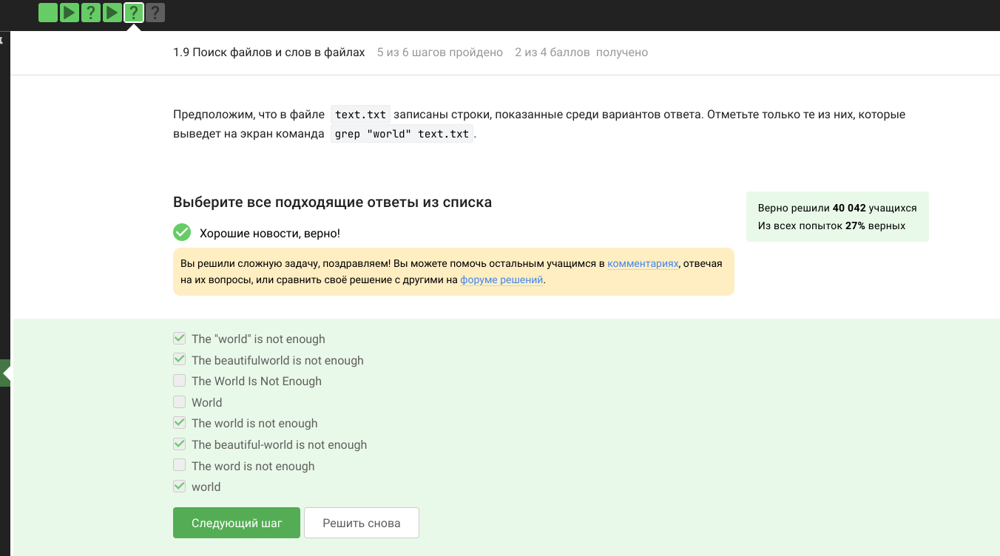 ? ? ?
1.9 Поиск файлов и слов в файлах 5 из 6 шагов пройдено 2 из 4 баллов получено
Предположим, что в файле text.txt записаны строки, показанные среди вариантов ответа. Отметьте только те из них, которые
выведет на экран команда grep "world" text.txt.
Выберите все подходящие ответы из списка
Верно решили 40 042 учащихся
Из всех попыток 27% верных
Хорошие новости, верно!
Вы решили сложную задачу, поздравляем! Вы можете помочь остальным учащимся в комментариях, отвечая
на их вопросы, или сравнить своё решение с другими на форуме решений.
The "world" is not enough
The beautifulworld is not enough
The World Is Not Enough
World
The world is not enough
The beautiful-world is not enough
The word is not enough
world
Следующий шаг Решить снова